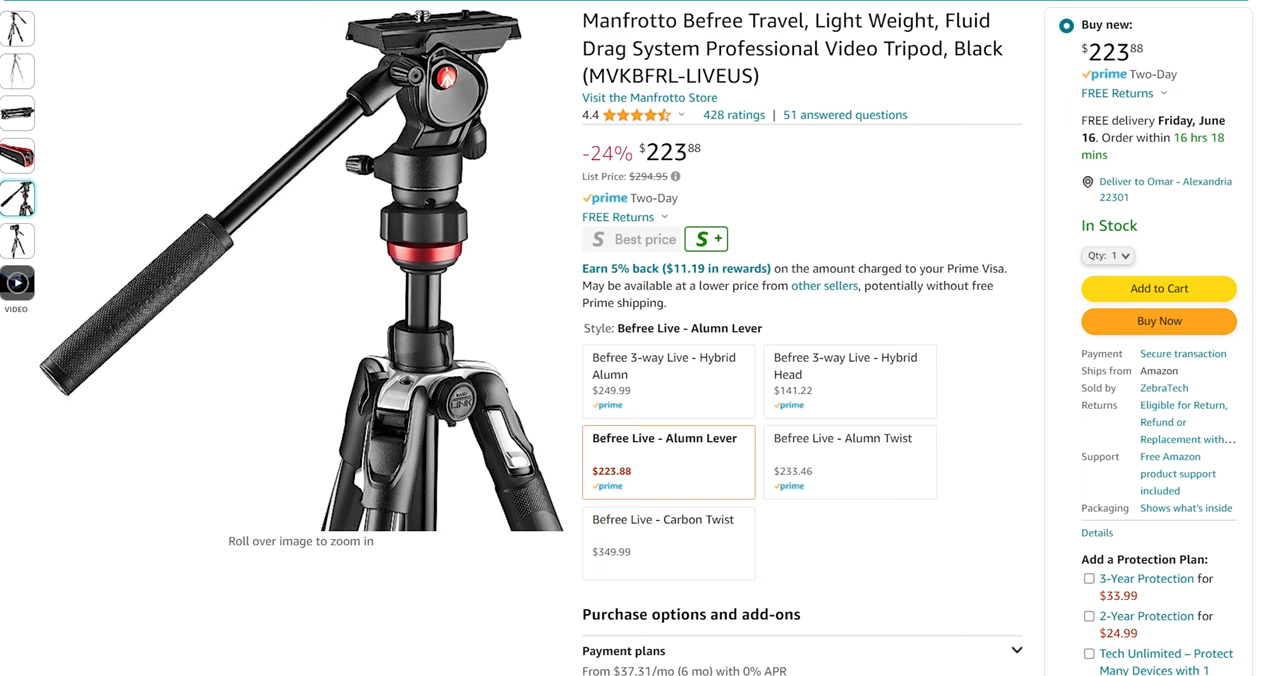 VIDEO
Roll over image to zoom in
Manfrotto Befree Travel, Light Weight, Fluid
Drag System Professional Video Tripod, Black
(MVKBFRL-LIVEUS)
Visit the Manfrotto Store
4.4 428 ratings | 51 answered questions
-24% $223 88
List Price: $294.95
prime Two-Day
FREE Returns
S Best price S +
Earn 5% back ($11.19 in rewards) on the amount charged to your Prime Visa.
May be available at a lower price from other sellers, potentially without free
Prime shipping.
Style: Befree Live - Alumn Lever
Befree 3-way Live - Hybrid
Alumn
$249.99
prime
Befree 3-way Live - Hybrid
Head
$141.22
prime
Befree Live - Alumn Lever
$223.88
prime
Befree Live - Alumn Twist
$233.46
prime
Befree Live - Carbon Twist
$349.99
Purchase options and add-ons
Payment plans
From $37.31/mo (6 mo) with 0% APR
Buy new:
$223 88
prime Two-Day
FREE Returns
FREE delivery Friday, June
16. Order within 16 hrs 18
mins
Deliver to Omar - Alexandria
22301
In Stock
Qty: 1
Add to Cart
Buy Now
Payment Secure transaction
Ships from Amazon
Sold by ZebraTech
Returns Eligible for Return,
Refund or
Replacement with...
Support Free Amazon
product support
included
Packaging Shows what's inside
Details
Add a Protection Plan:
3-Year Protection for
$33.99
2-Year Protection for
$24.99
Tech Unlimited – Protect
Many Devices with 1